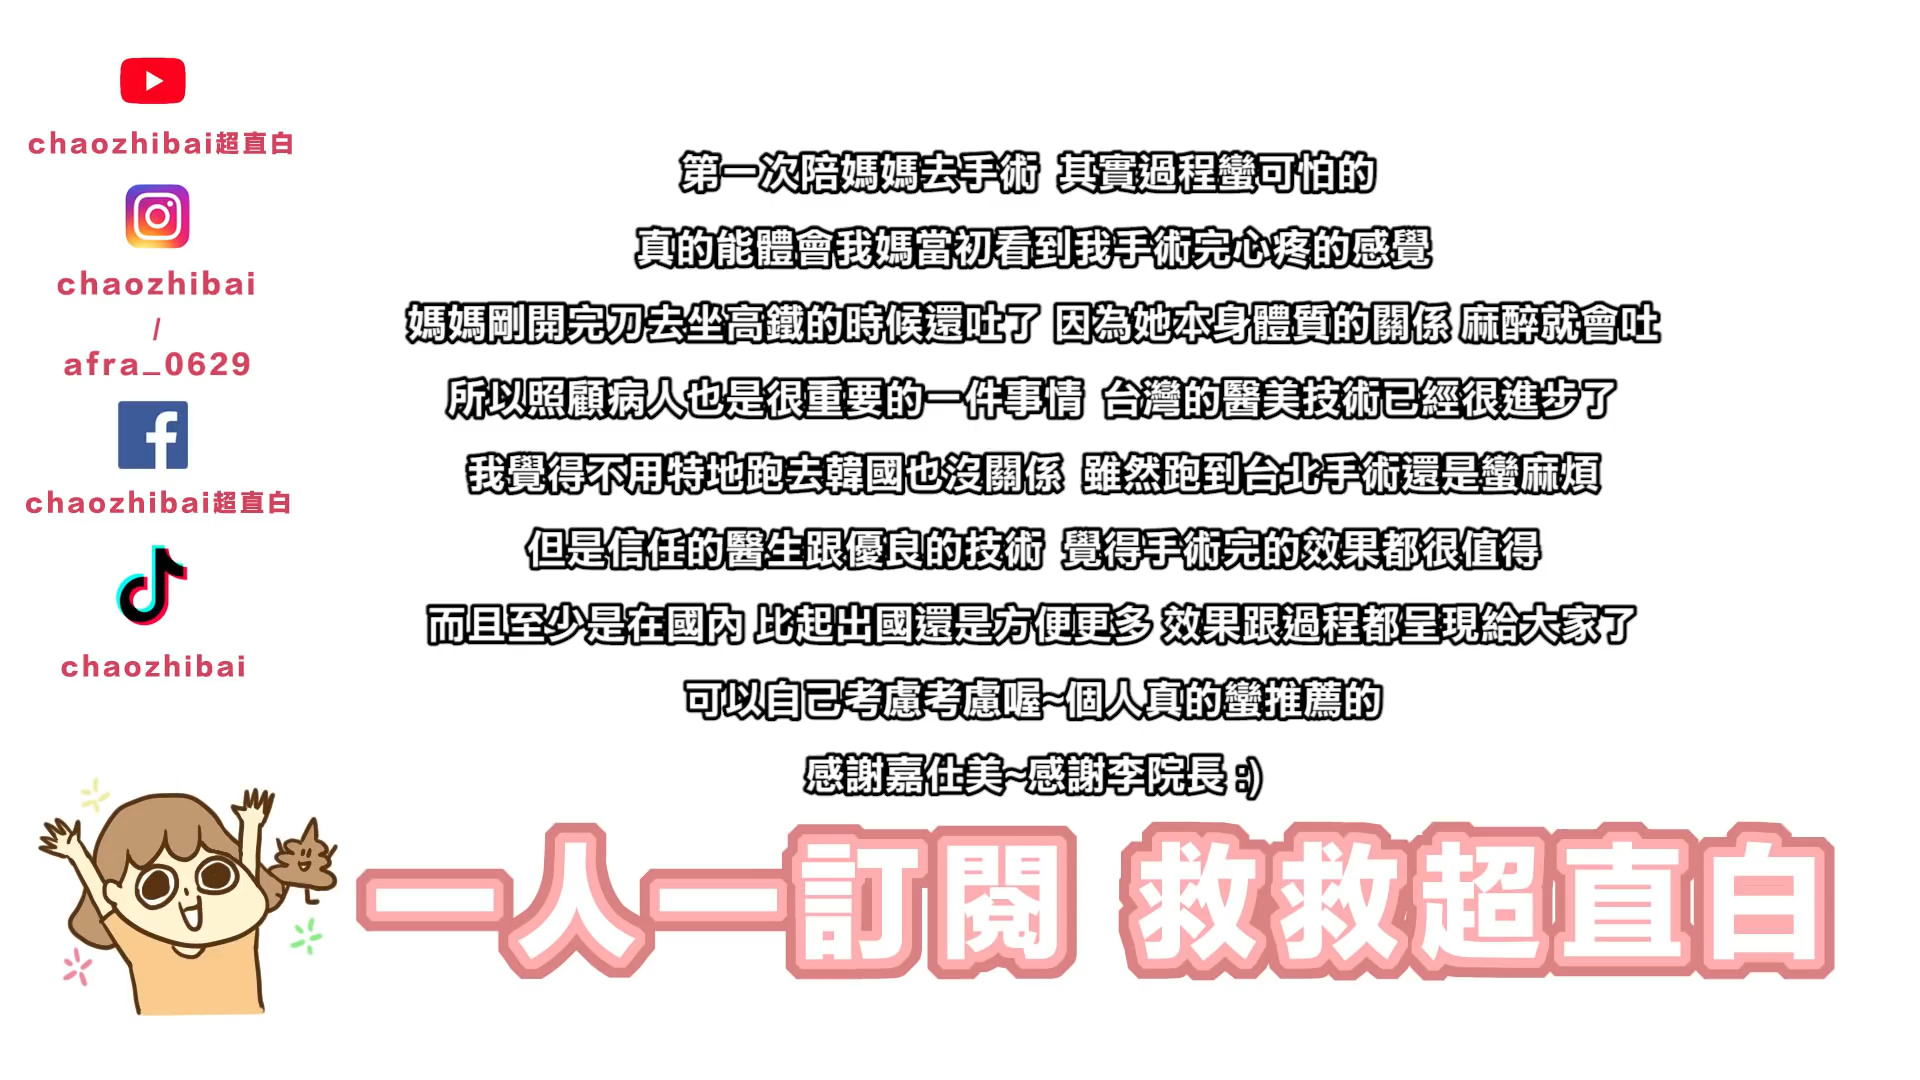 chaozhibai超直白
chaozhibai
/
afra_0629
chaozhibai超直白
chaozhibai
第一次陪媽媽去手術 其實過程蠻可怕的
真的能體會我媽當初看到我手術完心疼的感覺
媽媽剛開完刀去坐高鐵的時候還吐了 因為她本身體質的關係 麻醉就會吐
所以照顧病人也是很重要的一件事情 台灣的醫美技術已經很進步了
我覺得不用特地跑去韓國也沒關係 雖然跑到台北手術還是蠻麻煩
但是信任的醫生跟優良的技術 覺得手術完的效果都很值得
而且至少是在國內 比起出國還是方便更多 效果跟過程都呈現給大家了
可以自己考慮考慮喔~個人真的蠻推薦的
感謝嘉仕美~感謝李院長 :)
一人一訂閱 救救超直白